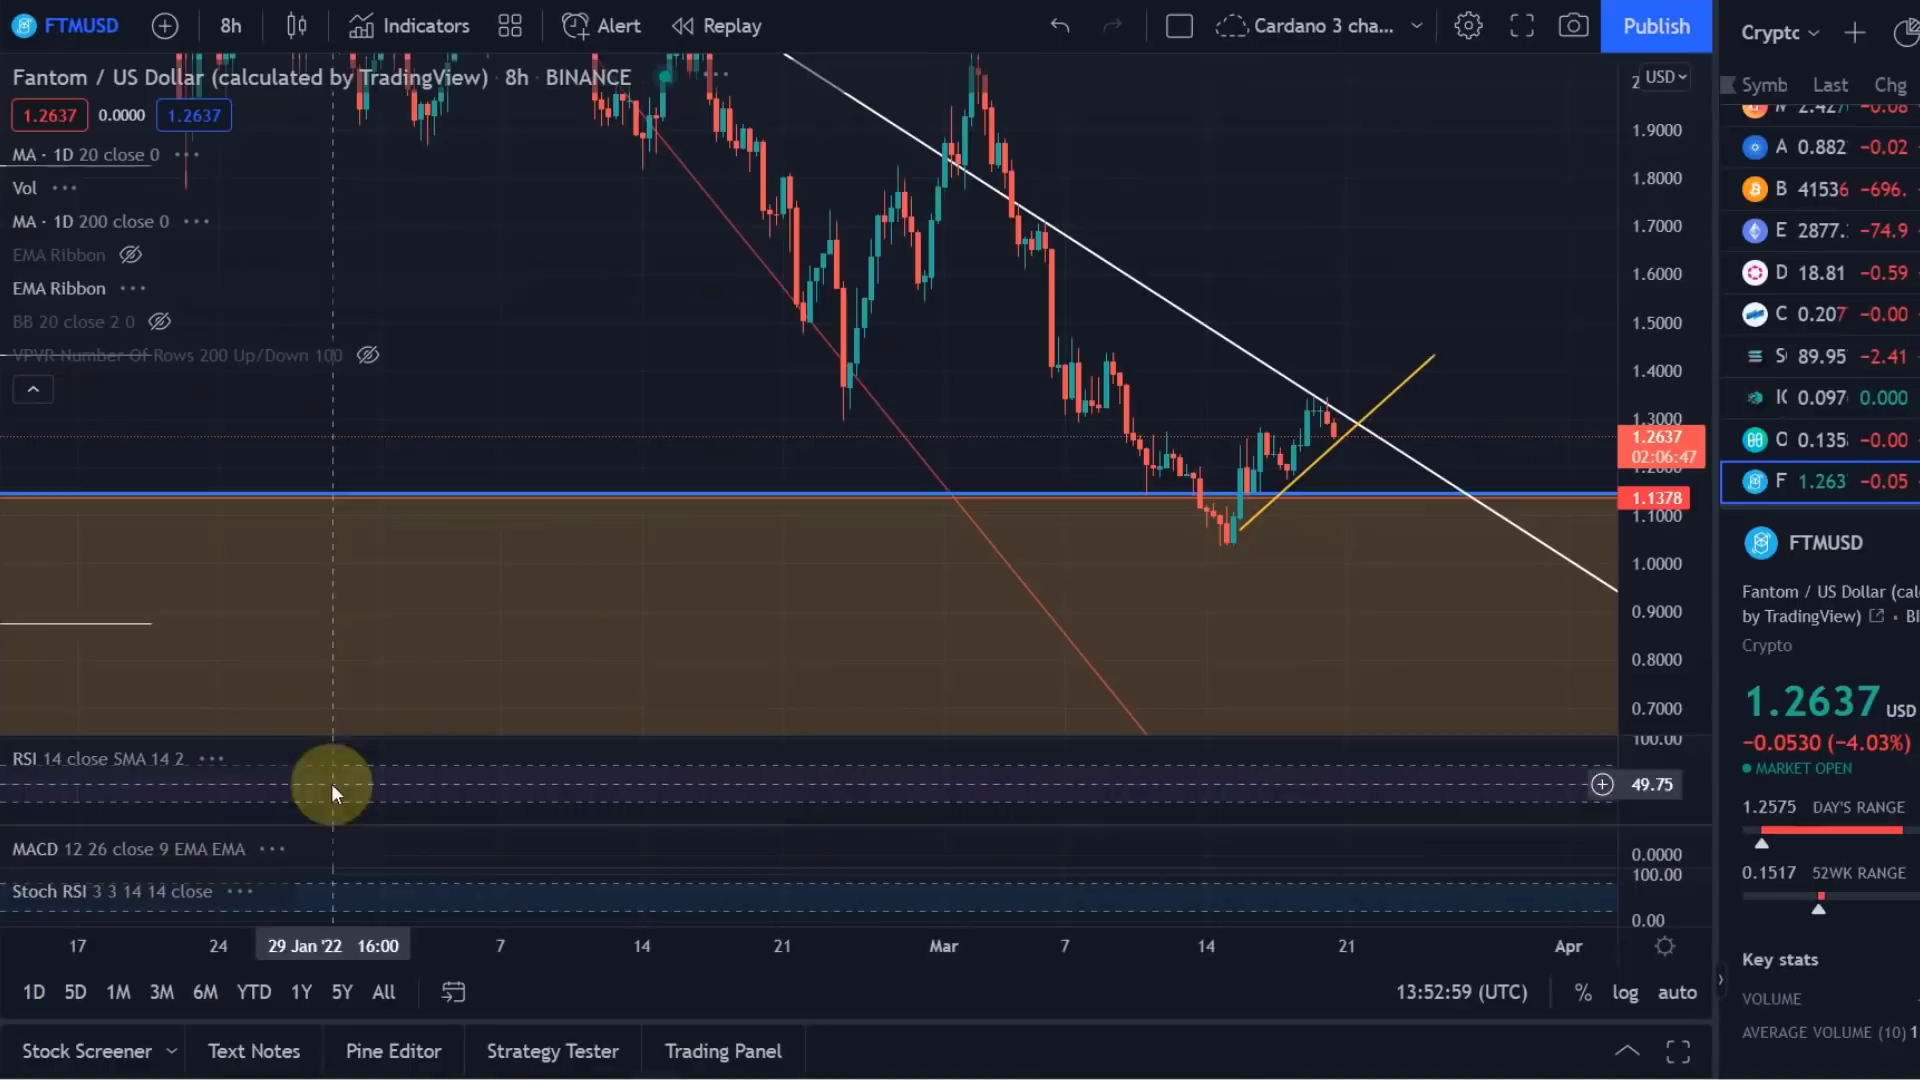 FTMUSD
8h
Indicators
Alert
Replay
Cardano 3 cha...
Publish
Crypto
Fantom / US Dollar (calculated by TradingView) · 8h · BINANCE
USD
Symb Last Chg
1.2637 0.0000 1.2637
MA · 1D 20 close 0
Vol
MA · 1D 200 close 0
EMA Ribbon
EMA Ribbon
BB 20 close 2 0
VPVR Number Of Rows 200 Up/Down 100
1.9000
1.8000
1.7000
1.6000
1.5000
1.4000
1.3000
1.2637
02:06:47
1.1378
1.1000
1.0000
0.9000
0.8000
0.7000
A 0.882 −0.02
B 41536 −696.
E 2877. −74.9
D 18.81 −0.59
C 0.207 −0.00
S 89.95 −2.41
0.097 0.000
O 0.135 −0.00
F 1.263 −0.05
FTMUSD
Fantom / US Dollar (cal
by TradingView) · BI
Crypto
1.2637 USD
−0.0530 (−4.03%)
MARKET OPEN
1.2575 DAY'S RANGE
0.1517 52WK RANGE
Key stats
VOLUME
AVERAGE VOLUME (10) 1
RSI 14 close SMA 14 2
100.00
49.75
MACD 12 26 close 9 EMA EMA
0.0000
Stoch RSI 3 3 14 14 close
100.00
0.00
17 24 29 Jan '22 16:00 7 14 21 Mar 7 14 21 Apr
1D 5D 1M 3M 6M YTD 1Y 5Y All
13:52:59 (UTC) % log auto
Stock Screener Text Notes Pine Editor Strategy Tester Trading Panel